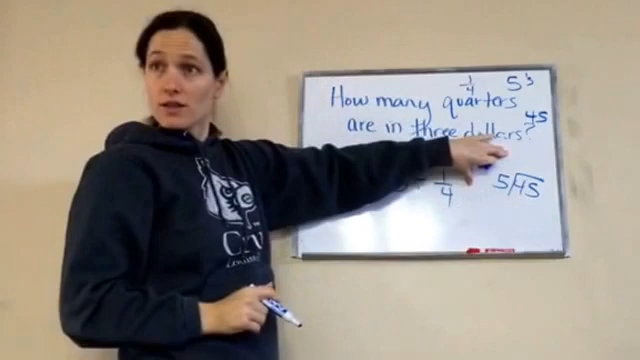 1/4 5's
How many quarters
45
are in three dollars?
÷ 1/4 5⟌45